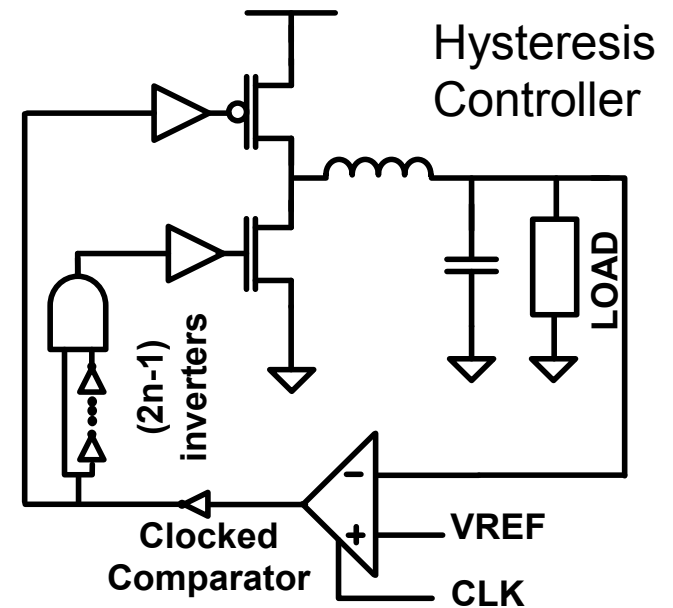 Hysteresis
Controller
LOAD
(2n-1)
inverters
−
+
VREF
Clocked
Comparator
CLK